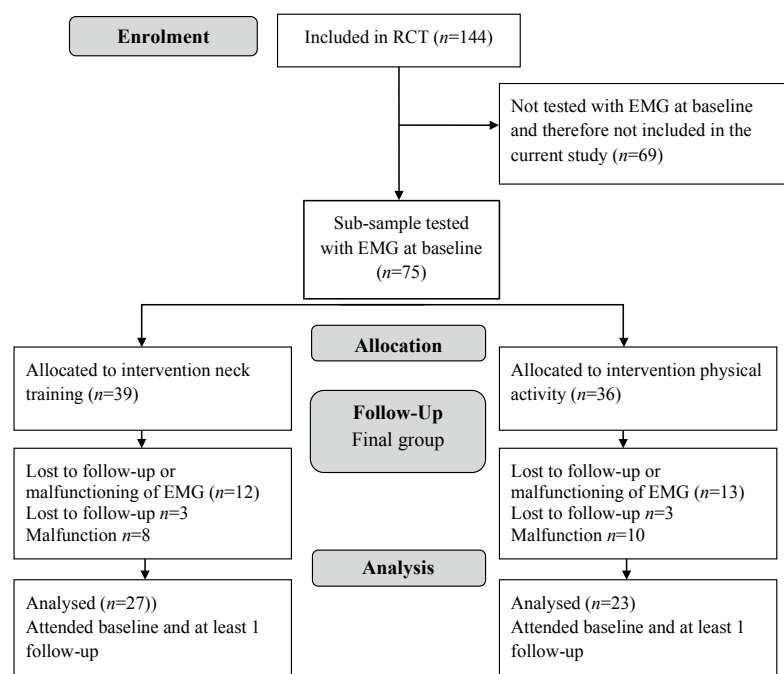 Enrolment
Included in RCT (n=144)
Not tested with EMG at baseline
and therefore not included in the
current study (n=69)
Sub-sample tested
with EMG at baseline
(n=75)
Allocation
Allocated to intervention neck
training (n=39)
Allocated to intervention physical
activity (n=36)
Follow-Up
Final group
Lost to follow-up or
malfunctioning of EMG (n=12)
Lost to follow-up n=3
Malfunction n=8
Lost to follow-up or
malfunctioning of EMG (n=13)
Lost to follow-up n=3
Malfunction n=10
Analysis
Analysed (n=27))
Attended baseline and at least 1
follow-up
Analysed (n=23)
Attended baseline and at least 1
follow-up